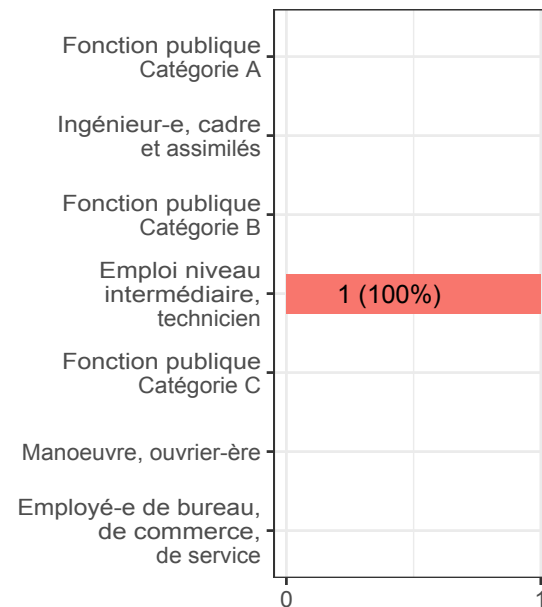 Fonction publique
Catégorie A
Ingénieur-e, cadre
et assimilés
Fonction publique
Catégorie B
Emploi niveau
intermédiaire,
technicien
1 (100%)
Fonction publique
Catégorie C
Manoeuvre, ouvrier-ère
Employé-e de bureau,
de commerce,
de service
0 1